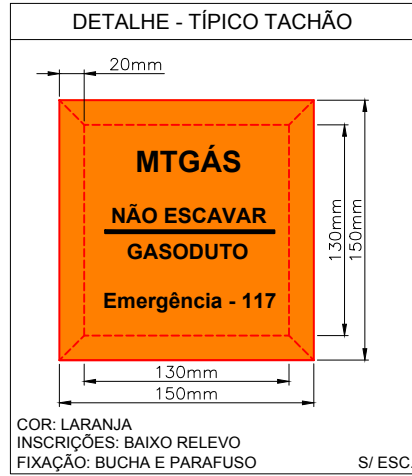 DETALHE - TÍPICO TACHÃO
20mm
MTGÁS
NÃO ESCAVAR
GASODUTO
Emergência - 117
130mm
150mm
130mm
150mm
COR: LARANJA
INSCRIÇÕES: BAIXO RELEVO
FIXAÇÃO: BUCHA E PARAFUSO S/ ESC.